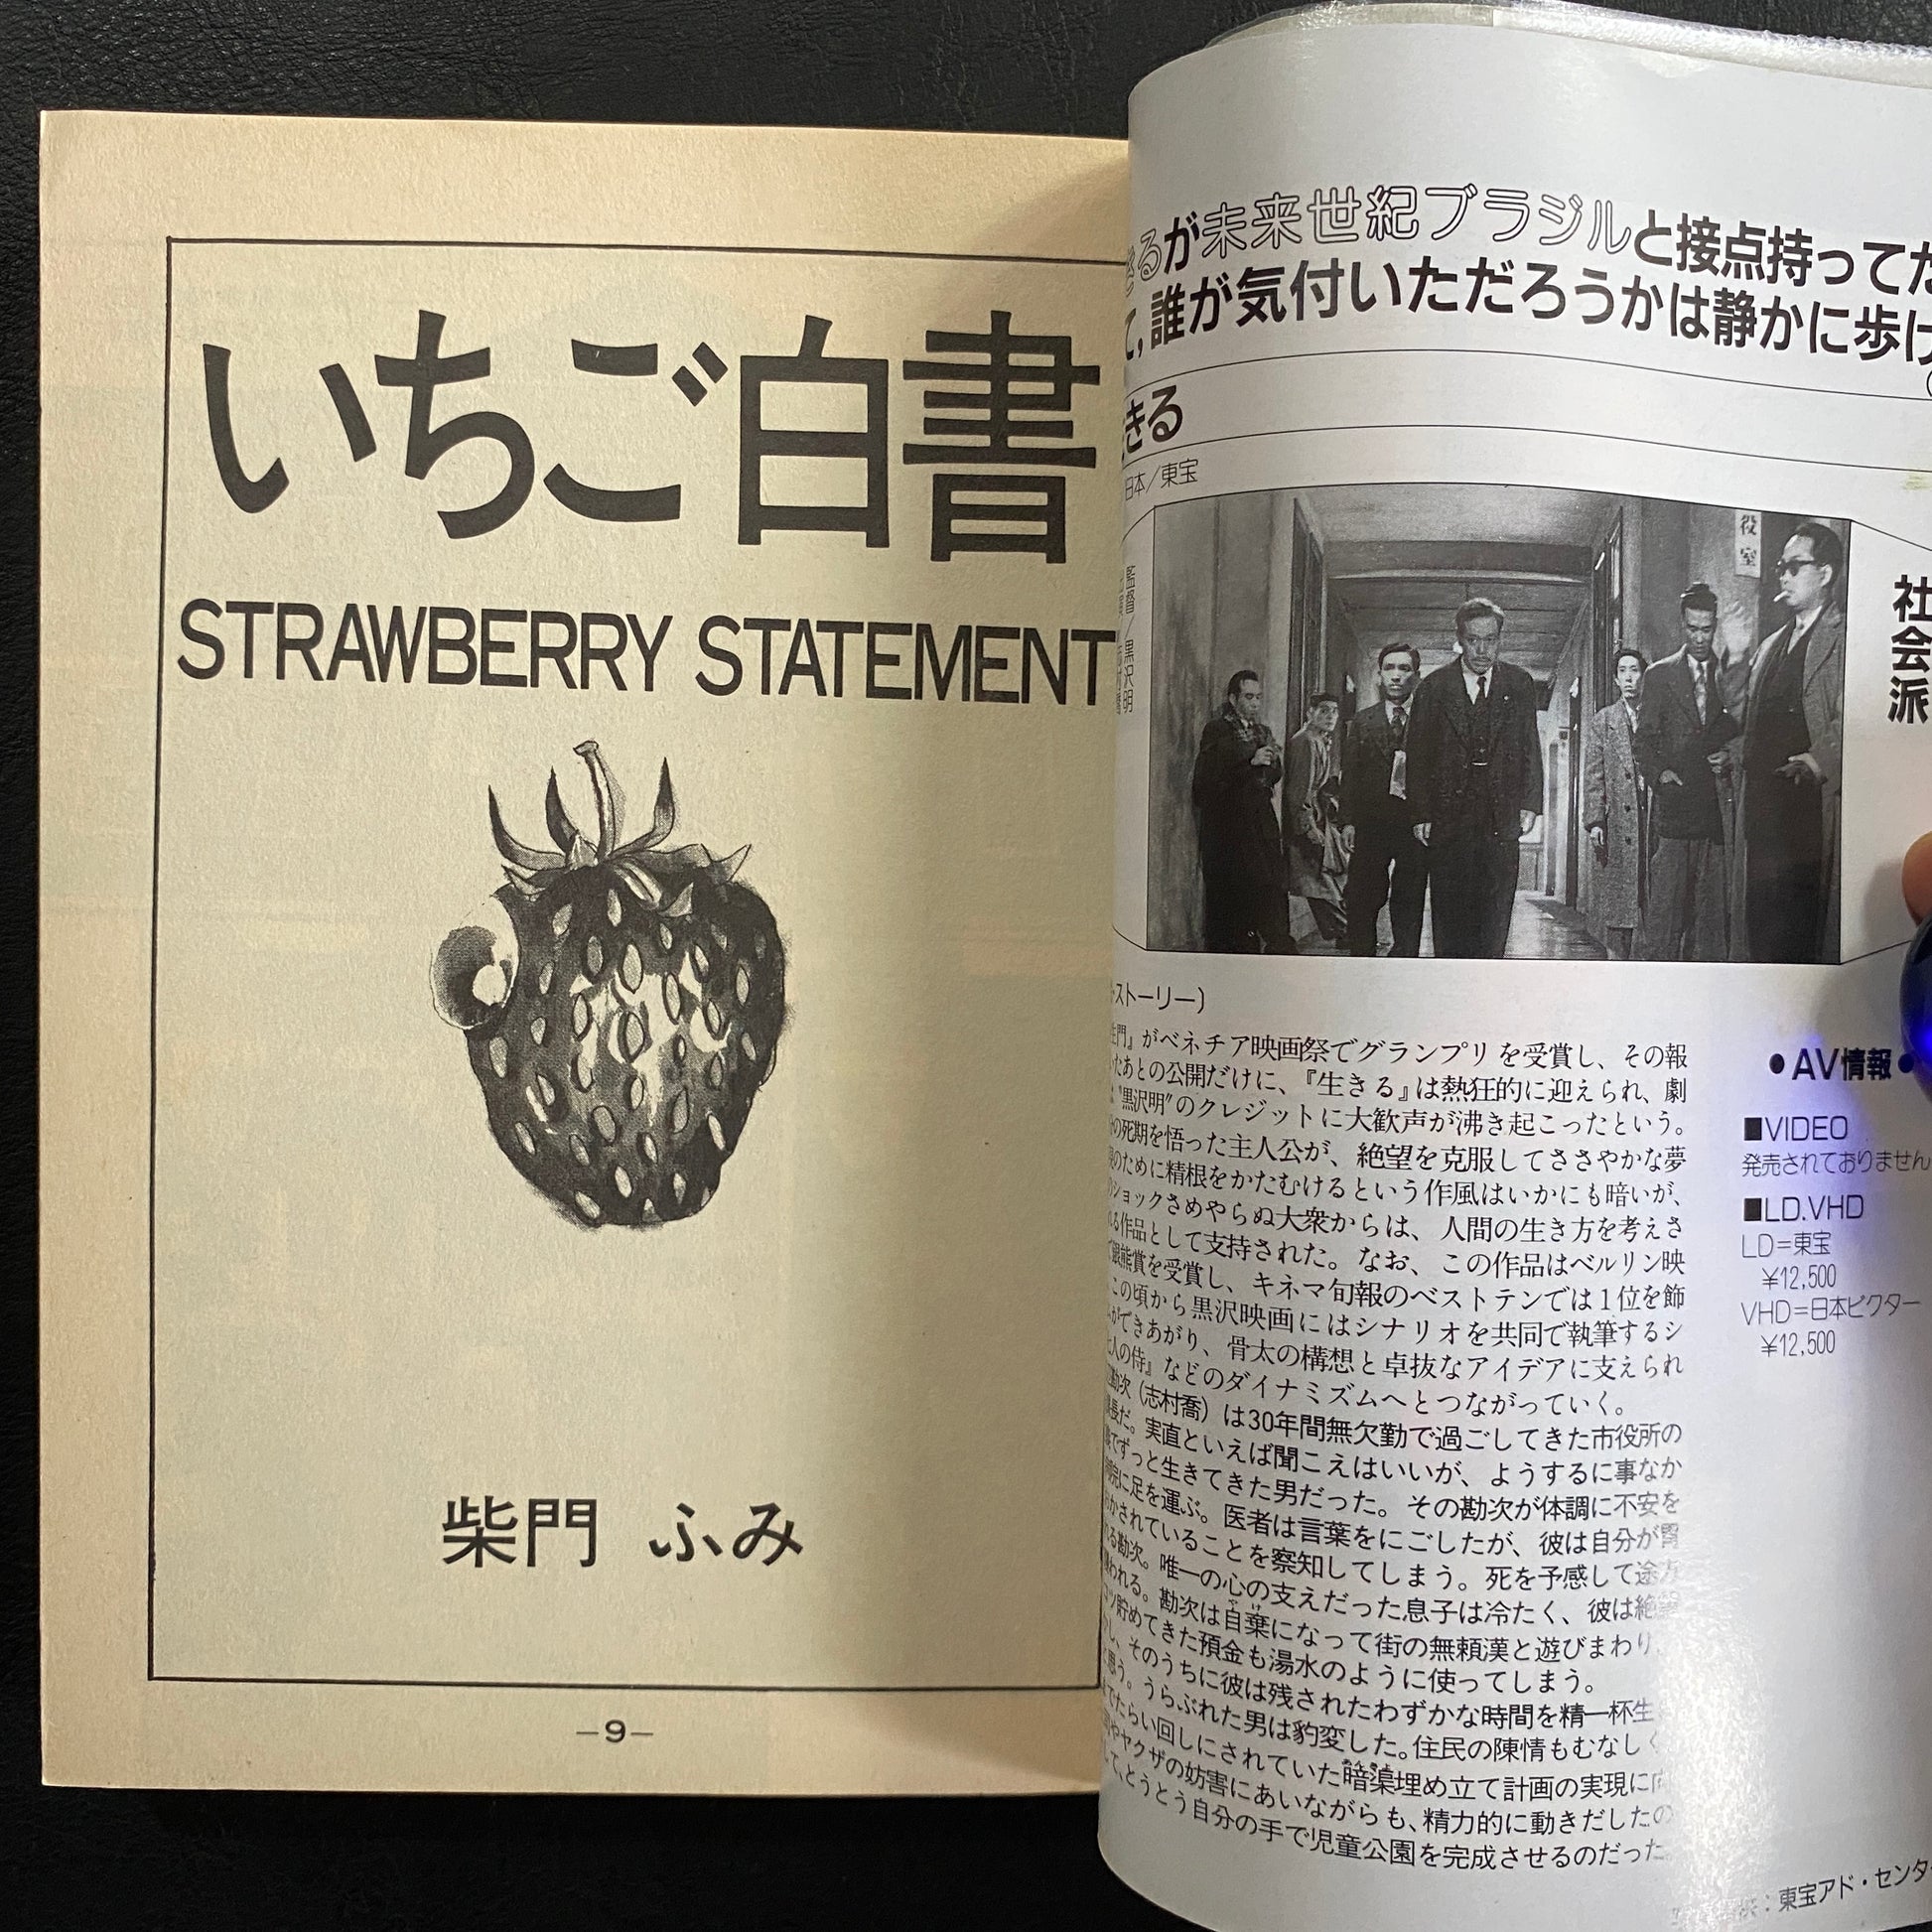 いちご白書
STRAWBERRY STATEMENT
柴門 ふみ
—9—
きるが未来世紀ブラジルと接点持ってた
て,誰が気付いただろうかは静かに歩け
きる
日本/東宝
監督/黒沢明
役室
社会派
ストーリー)
生門』がベネチア映画祭でグランプリを受賞し、その報
たあとの公開だけに、『生きる』は熱狂的に迎えられ、劇
"黒沢明"のクレジットに大歓声が沸き起こったという。
の死期を悟った主人公が、絶望を克服してささやかな夢
のために精根をかたむけるという作風はいかにも暗いが、
ショックさめやらぬ大衆からは、人間の生き方を考えさ
る作品として支持された。なお、この作品はベルリン映
銀熊賞を受賞し、キネマ旬報のベストテンでは1位を飾
この頃から黒沢映画にはシナリオを共同で執筆するシ
ができあがり、骨太の構想と卓抜なアイデアに支えられ
人の侍』などのダイナミズムへとつながっていく。
勘次(志村喬)は30年間無欠勤で過ごしてきた市役所の
長だ。実直といえば聞こえはいいが、ようするに事なか
でずっと生きてきた男だった。その勘次が体調に不安を
院に足を運ぶ。医者は言葉をにごしたが、彼は自分が胃
かされていることを察知してしまう。死を予感して途方
る勘次。唯一の心の支えだった息子は冷たく、彼は絶望
われる。勘次は自棄になって街の無頼漢と遊びまわり、
ツ貯めてきた預金も湯水のように使ってしまう。
し、そのうちに彼は残されたわずかな時間を精一杯生
思う。うらぶれた男は豹変した。住民の陳情もむなしく
でたらい回しにされていた暗渠埋め立て計画の実現に向
やヤクザの妨害にあいながらも、精力的に動きだしたの
て、とうとう自分の手で児童公園を完成させるのだった
●AV情報●
■VIDEO
発売されておりません
■LD.VHD
LD=東宝
¥12,500
VHD=日本ビクター
¥12,500
:東宝アド・センター